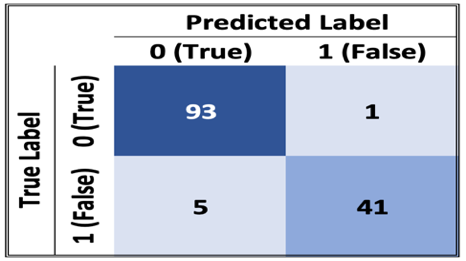 Predicted Label
0 (True) 1 (False)
True Label
0 (True)
93 1
1 (False)
5 41